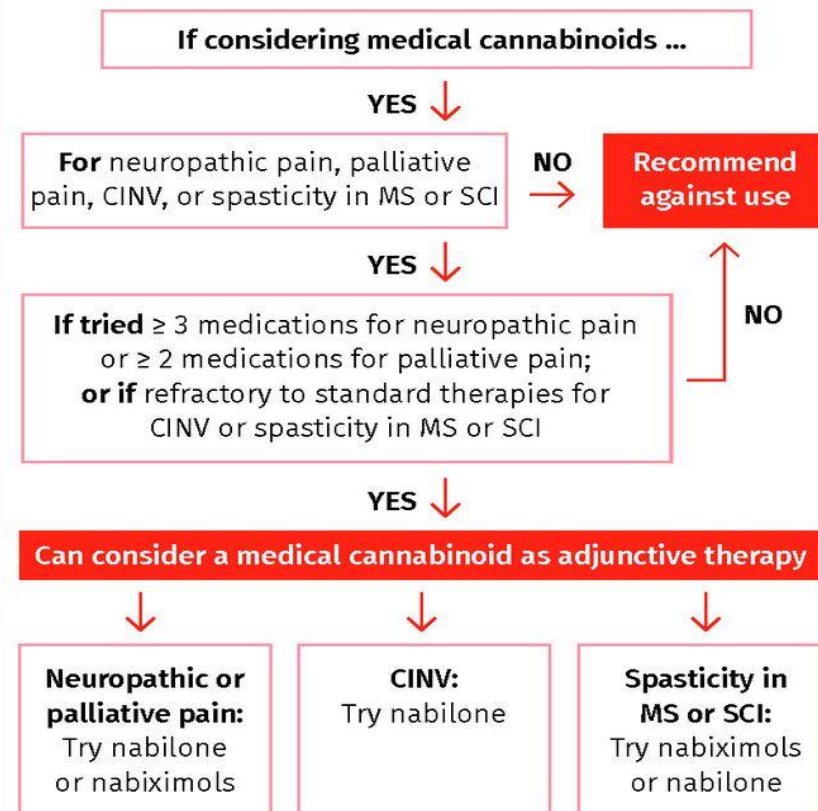 If considering medical cannabinoids ...
YES
For neuropathic pain, palliative
pain, CINV, or spasticity in MS or SCI
NO
Recommend
against use
YES
If tried ≥ 3 medications for neuropathic pain
or ≥ 2 medications for palliative pain;
or if refractory to standard therapies for
CINV or spasticity in MS or SCI
NO
YES
Can consider a medical cannabinoid as adjunctive therapy
Neuropathic or
palliative pain:
Try nabilone
or nabiximols
CINV:
Try nabilone
Spasticity in
MS or SCI:
Try nabiximols
or nabilone